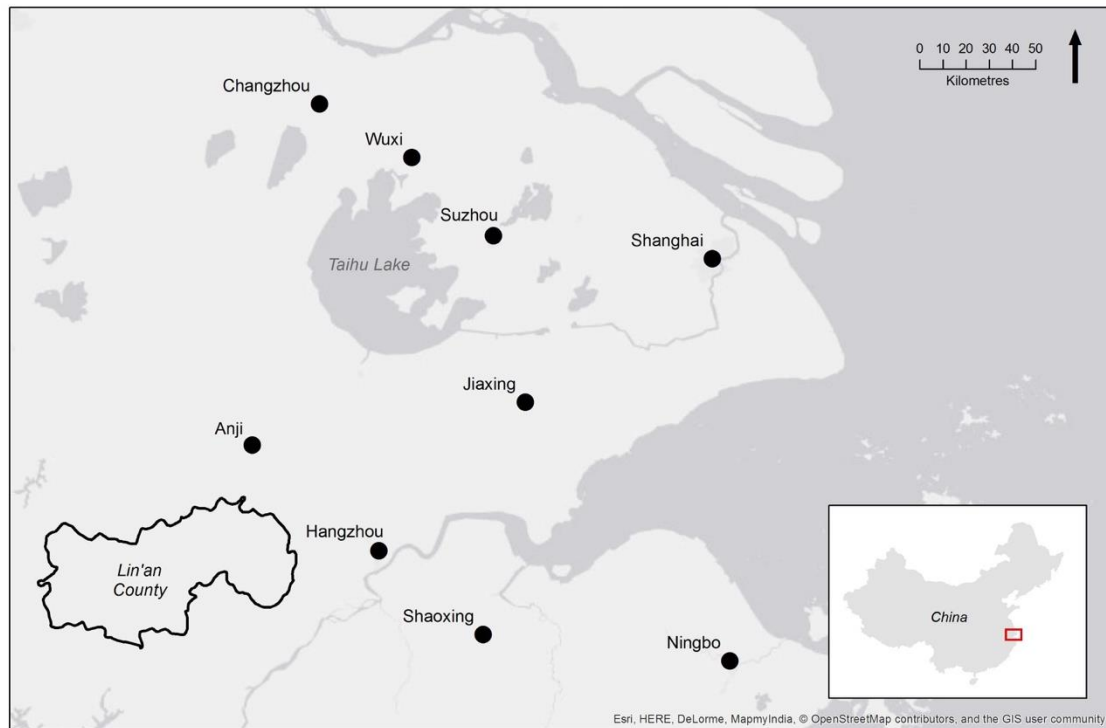 0 10 20 30 40 50
Kilometres
Changzhou
Wuxi
Suzhou
Shanghai
Taihu Lake
Jiaxing
Anji
Hangzhou
Lin'an
County
Shaoxing
Ningbo
China
Esri, HERE, DeLorme, MapmyIndia, © OpenStreetMap contributors, and the GIS user community